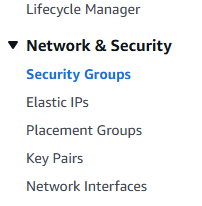 Lifecycle Manager
Network & Security
Security Groups
Elastic IPs
Placement Groups
Key Pairs
Network Interfaces